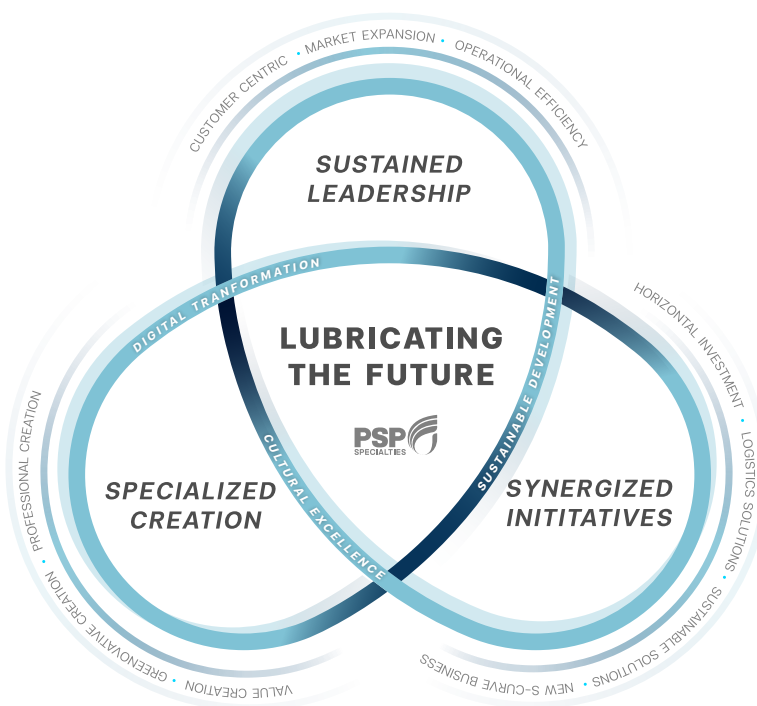 CUSTOMER CENTRIC • MARKET EXPANSION • OPERATIONAL EFFICIENCY
SUSTAINED
LEADERSHIP
DIGITAL TRANFORMATION
SUSTAINABLE DEVELOPMENT
CULTURAL EXCELLENCE
LUBRICATING
THE FUTURE
PSP
SPECIALTIES
SPECIALIZED
CREATION
SYNERGIZED
INITITATIVES
PROFESSIONAL CREATION • GREENOVATIVE CREATION • VALUE CREATION
HORIZONTAL INVESTMENT • LOGISTICS SOLUTIONS • SUSTAINABLE SOLUTIONS • NEW S-CURVE BUSINESS